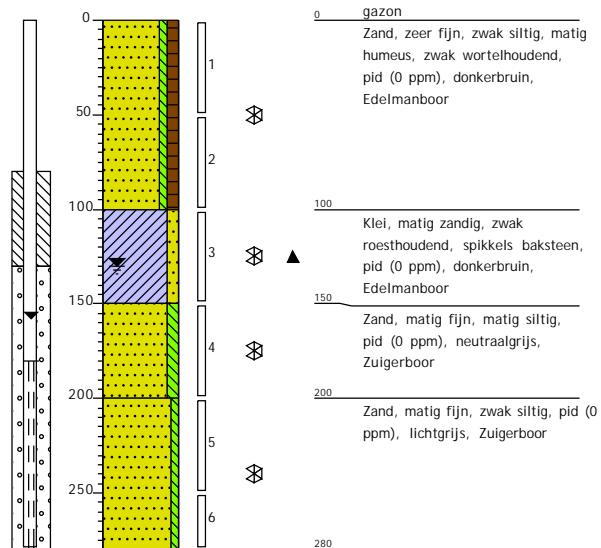 0
50
100
150
200
250
1
2
3
4
5
6
0
gazon
Zand, zeer fijn, zwak siltig, matig
humeus, zwak wortelhoudend,
pid (0 ppm), donkerbruin,
Edelmanboor
100
Klei, matig zandig, zwak
roesthoudend, spikkels baksteen,
pid (0 ppm), donkerbruin,
Edelmanboor
150
Zand, matig fijn, matig siltig,
pid (0 ppm), neutraalgrijs,
Zuigerboor
200
Zand, matig fijn, zwak siltig, pid (0
ppm), lichtgrijs, Zuigerboor
280